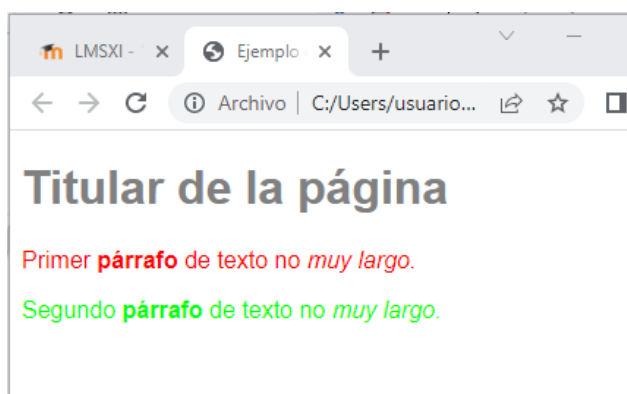 LMSXI -
Ejemplo
Archivo | C:/Users/usuario...
Titular de la página
Primer párrafo de texto no muy largo.
Segundo párrafo de texto no muy largo.